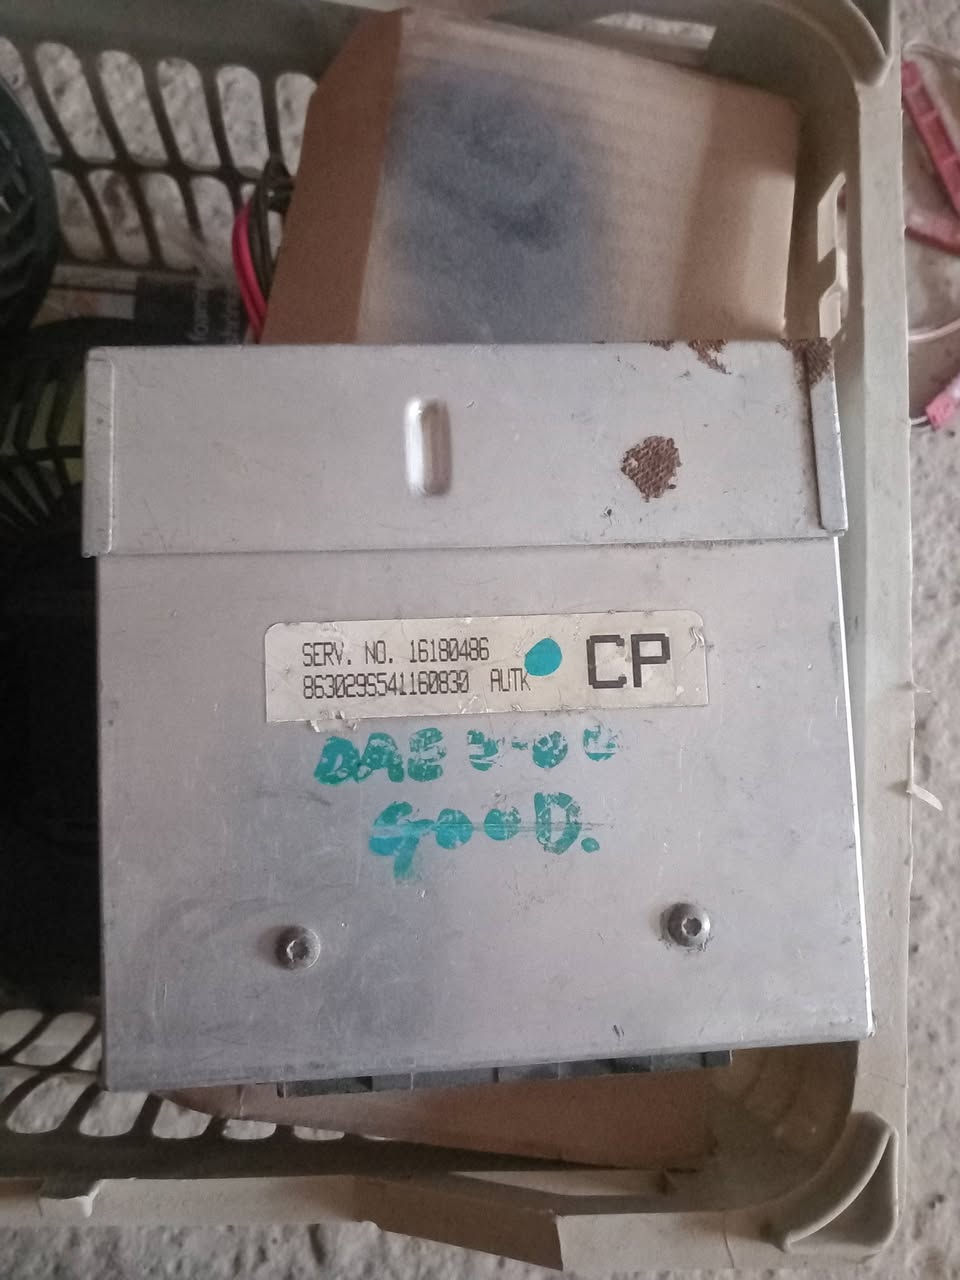 SERV. NO. 16180486
CP
8630295541160830 AUTK
GOOD.